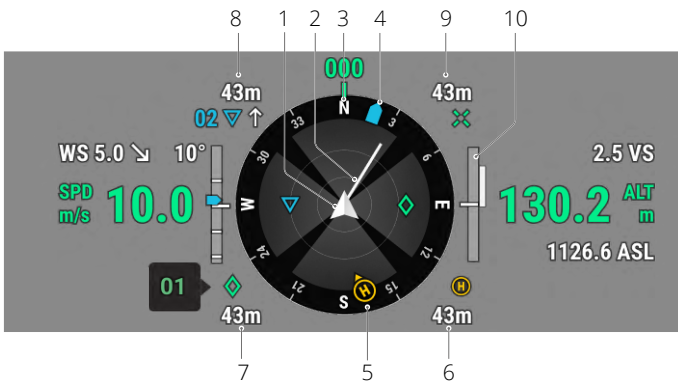 8 1 2 3 4 9 10
000
43m 43m
02
N
33 3
WS 5.0 10° 30 6 2.5 VS
SPD
m/s 10.0 W E 130.2 ALT
m
24 12 1126.6 ASL
01 21 S H 15 H
43m 43m
7 5 6